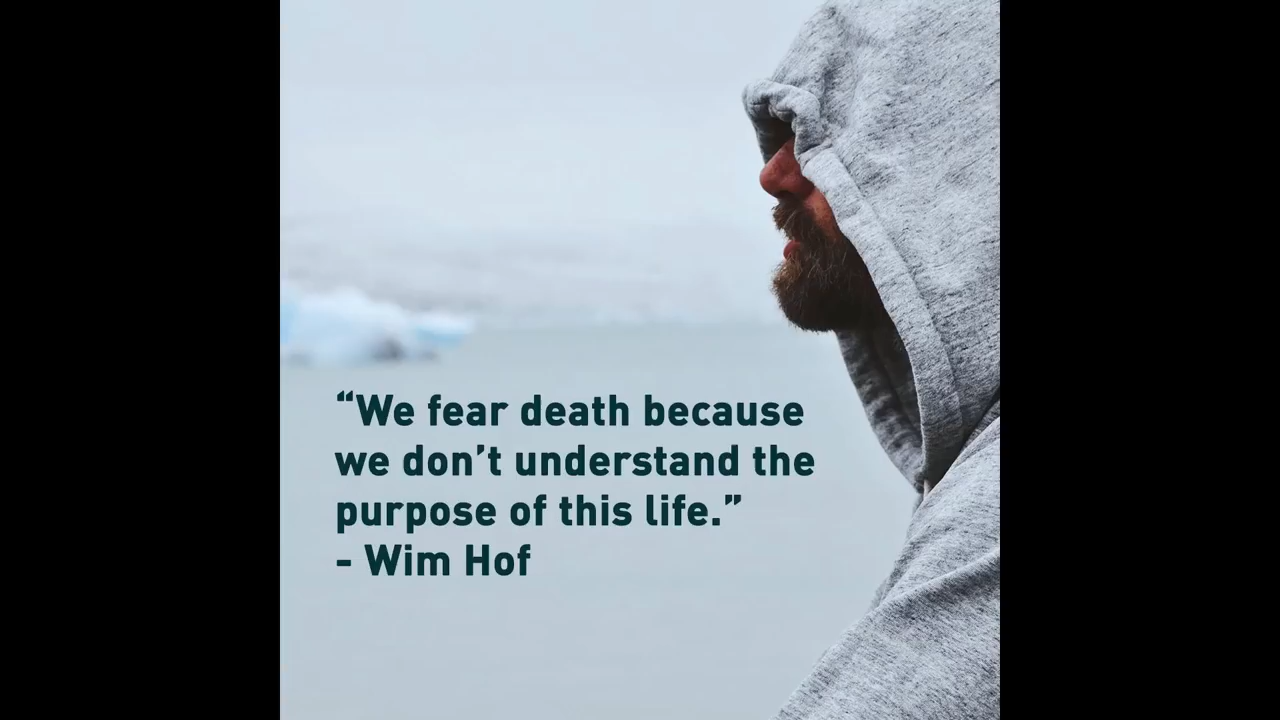 “We fear death because
we don’t understand the
purpose of this life.”
- Wim Hof